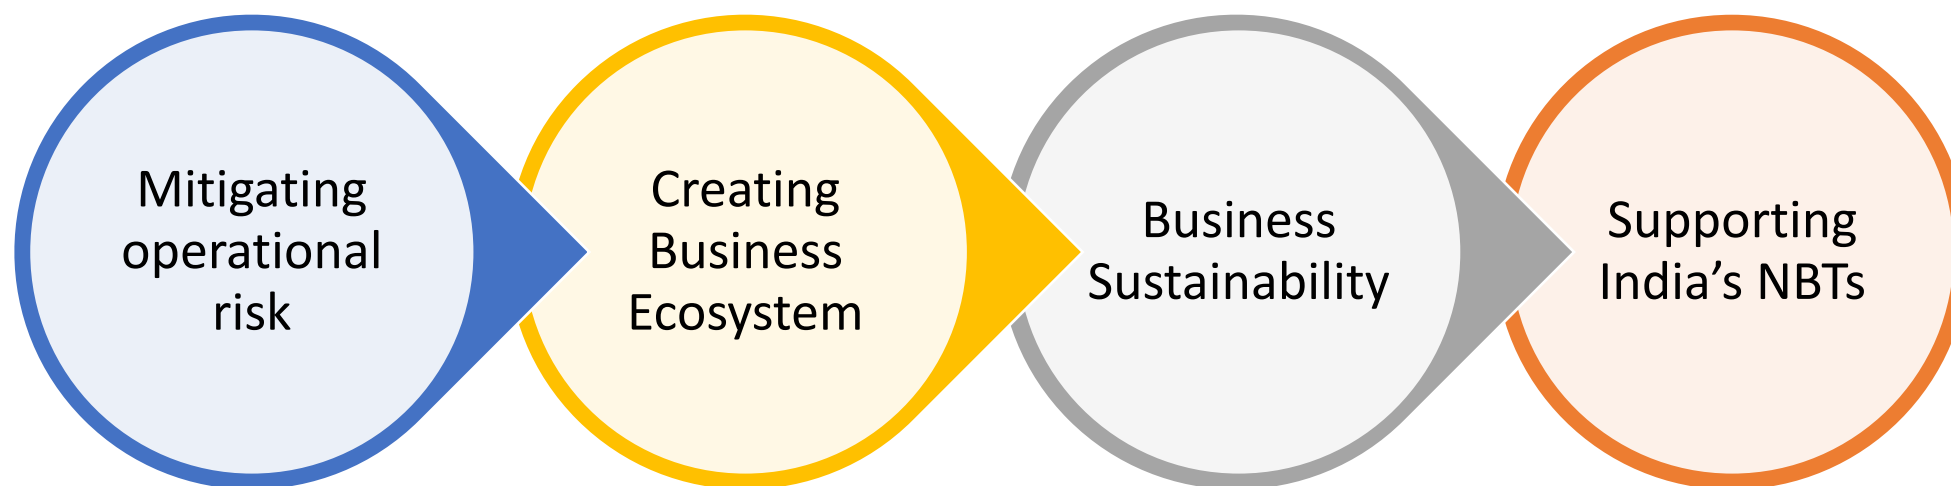 Mitigating
operational
risk
Creating
Business
Ecosystem
Business
Sustainability
Supporting
India’s NBTs